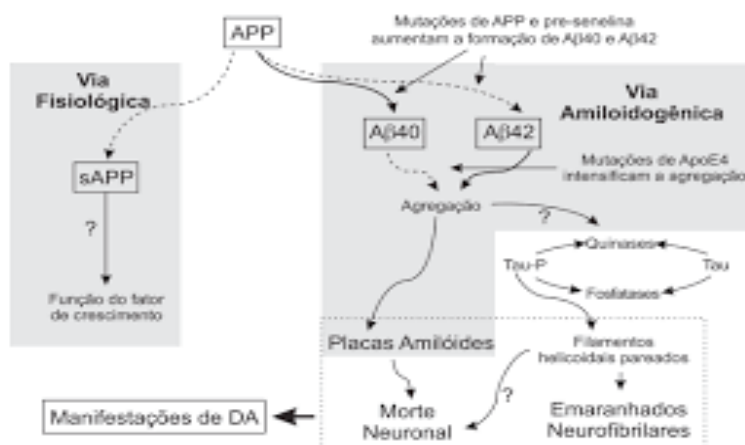 APP
Mutações de APP e pre-senelina
aumentam a formação de Aβ40 e Aβ42
Via
Fisiológica
Via
Amiloidogênica
Aβ40
Aβ42
sAPP
Mutações de ApoE4
intensificam a agregação
Agregação
?
?
Quinases
Tau-P
Tau
Fosfatases
Função do fator
de crescimento
Placas Amilóides
Filamentos
helicoidais pareados
?
Manifestações de DA
Morte
Neuronal
Emaranhados
Neurofibrilares